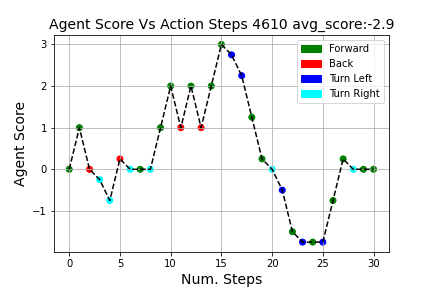 Agent Score Vs Action Steps 4610 avg_score:-2.9
Agent Score
3
2
1
0
−1
Forward
Back
Turn Left
Turn Right
0 5 10 15 20 25 30
Num. Steps